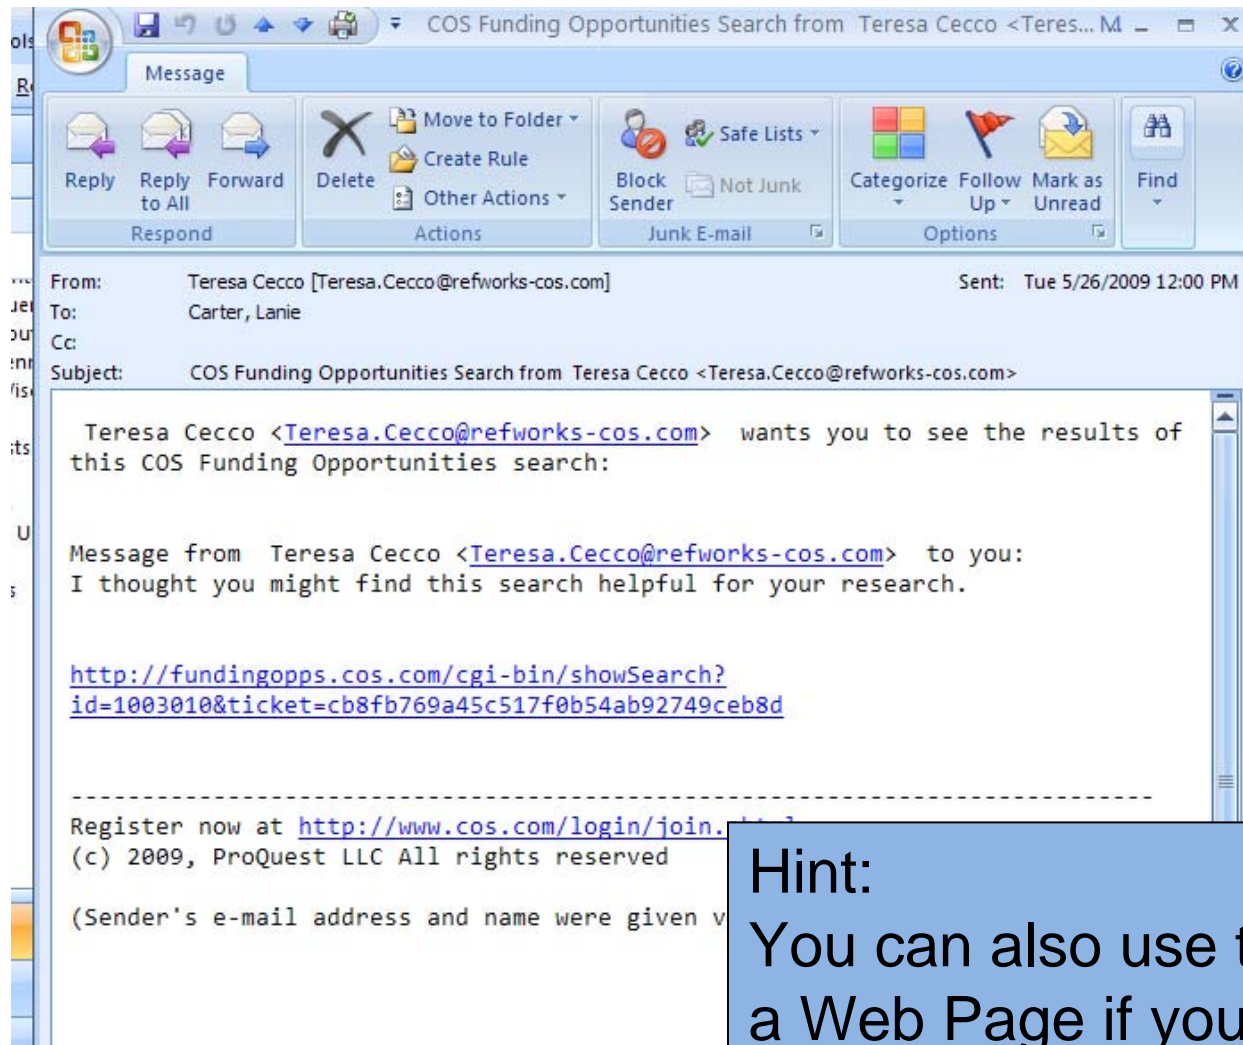 COS Funding Opportunities Search from Teresa Cecco <Teres... M
Message
Reply
Reply to All
Forward
Respond
Delete
Move to Folder
Create Rule
Other Actions
Actions
Block Sender
Safe Lists
Not Junk
Junk E-mail
Categorize
Follow Up
Mark as Unread
Options
Find
From: Teresa Cecco [Teresa.Cecco@refworks-cos.com] Sent: Tue 5/26/2009 12:00 PM
To: Carter, Lanie
Cc:
Subject: COS Funding Opportunities Search from Teresa Cecco <Teresa.Cecco@refworks-cos.com>
Teresa Cecco <Teresa.Cecco@refworks-cos.com> wants you to see the results of
this COS Funding Opportunities search:
Message from Teresa Cecco <Teresa.Cecco@refworks-cos.com> to you:
I thought you might find this search helpful for your research.
http://fundingopps.cos.com/cgi-bin/showSearch?
id=1003010&ticket=cb8fb769a45c517f0b54ab92749ceb8d
-----------------------------------------------------------------------------
Register now at http://www.cos.com/login/join.
(c) 2009, ProQuest LLC All rights reserved
(Sender's e-mail address and name were given
Hint:
You can also use
a Web Page if you